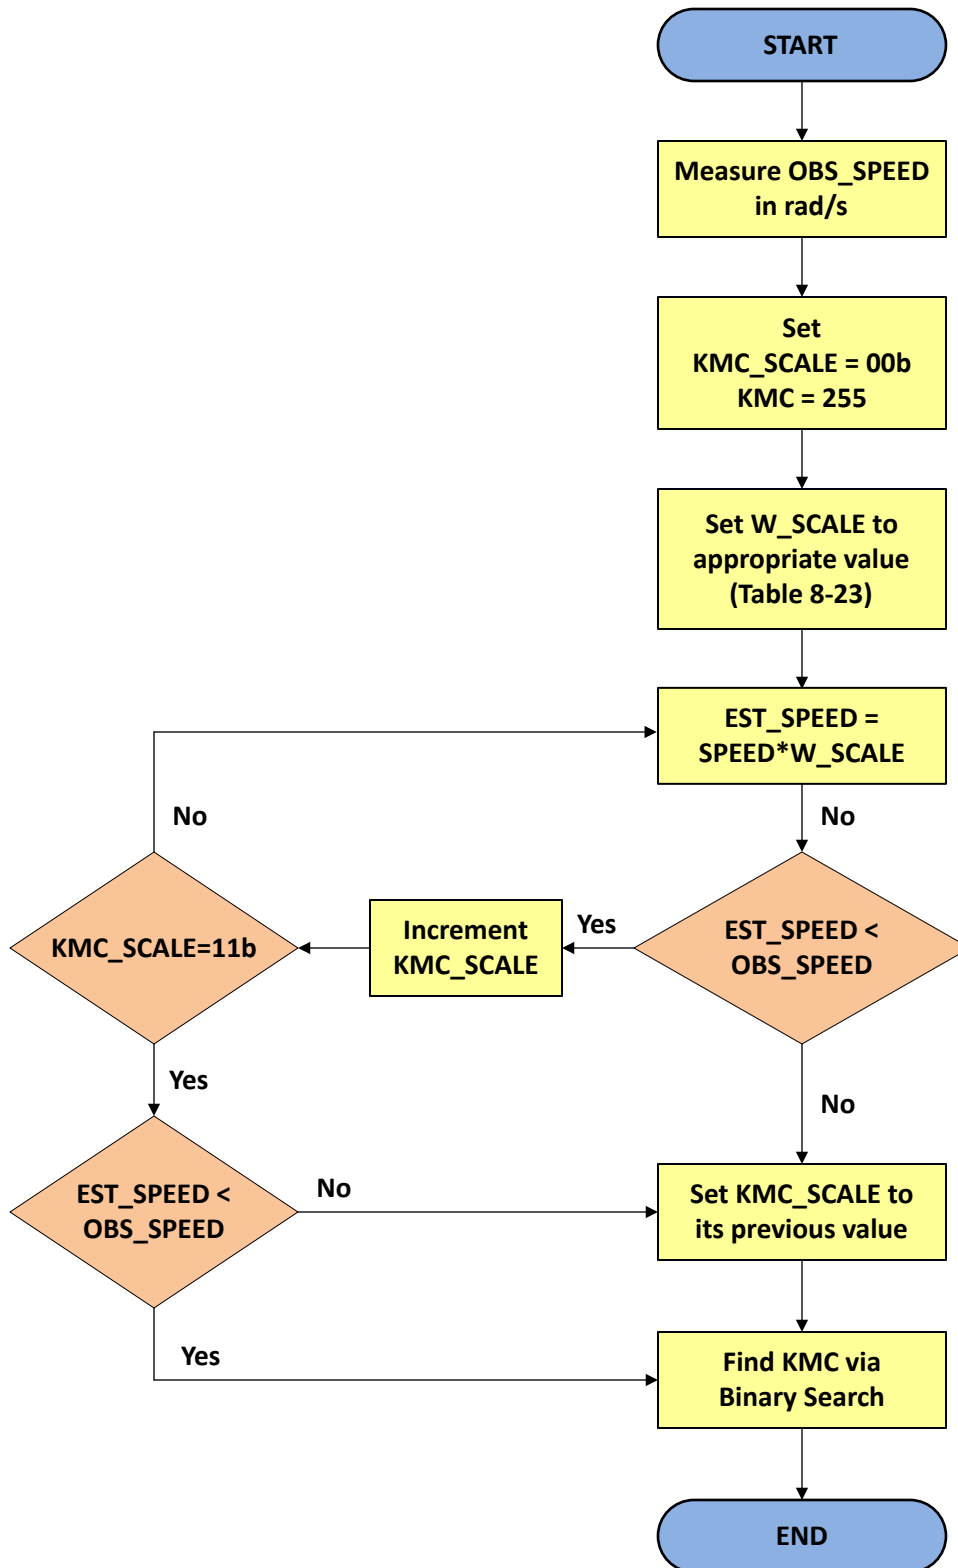 START
Measure OBS_SPEED
in rad/s
Set
KMC_SCALE = 00b
KMC = 255
Set W_SCALE to
appropriate value
(Table 8-23)
EST_SPEED =
SPEED*W_SCALE
No
No
KMC_SCALE=11b
Increment
KMC_SCALE
Yes
EST_SPEED <
OBS_SPEED
Yes
No
EST_SPEED <
OBS_SPEED
No
Set KMC_SCALE to
its previous value
Yes
Find KMC via
Binary Search
END